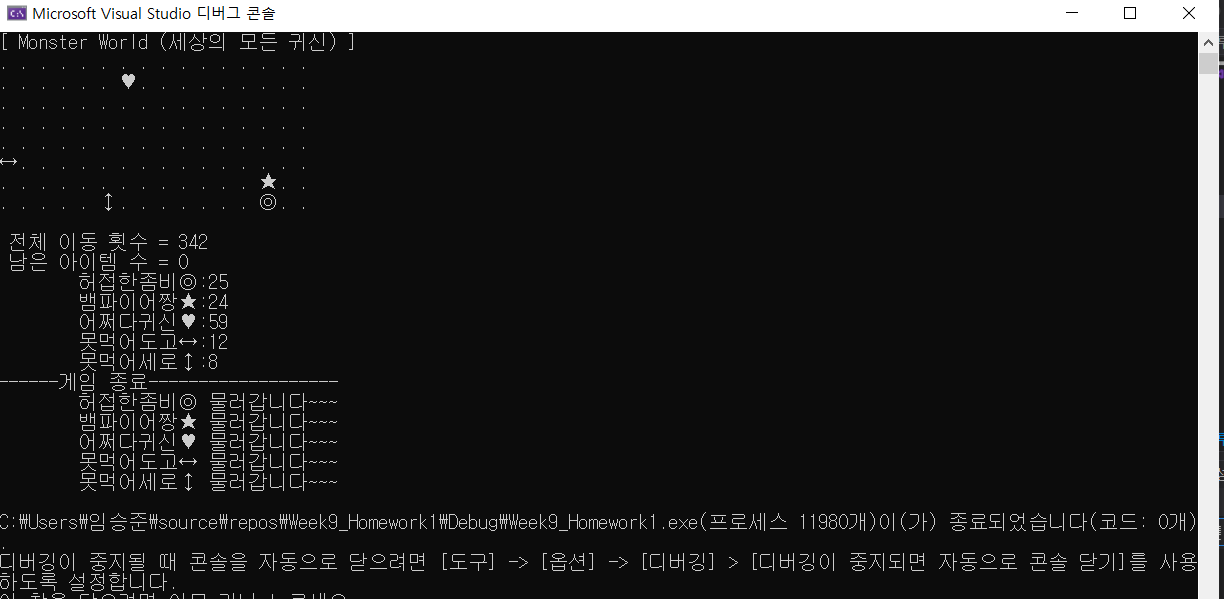 Microsoft Visual Studio 디버그 콘솔
[ Monster World (세상의 모든 귀신) ]
. . . . . . . . . . . . . . . .
. . . . . . ♥. . . . . . . . .
. . . . . . . . . . . . . . . .
. . . . . . . . . . . . . . . .
. . . . . . . . . . . . . . . .
↔. . . . . . . . . . . . . . .
. . . . . . . . . . . . . ★. .
. . . . . ↕. . . . . . . ◎. .
전체 이동 횟수 = 342
남은 아이템 수 = 0
허접한좀비◎:25
뱀파이어짱★:24
어쩌다귀신♥:59
못먹어도고↔:12
못먹어세로↕:8
------게임 종료-------------------
허접한좀비◎ 물러갑니다~~~
뱀파이어짱★ 물러갑니다~~~
어쩌다귀신♥ 물러갑니다~~~
못먹어도고↔ 물러갑니다~~~
못먹어세로↕ 물러갑니다~~~
C:₩Users₩임승준₩source₩repos₩Week9_Homework1₩Debug₩Week9_Homework1.exe(프로세스 11980개)이(가) 종료되었습니다(코드: 0개)
.
디버깅이 중지될 때 콘솔을 자동으로 닫으려면 [도구] -> [옵션] -> [디버깅] > [디버깅이 중지되면 자동으로 콘솔 닫기]를 사용
하도록 설정합니다.